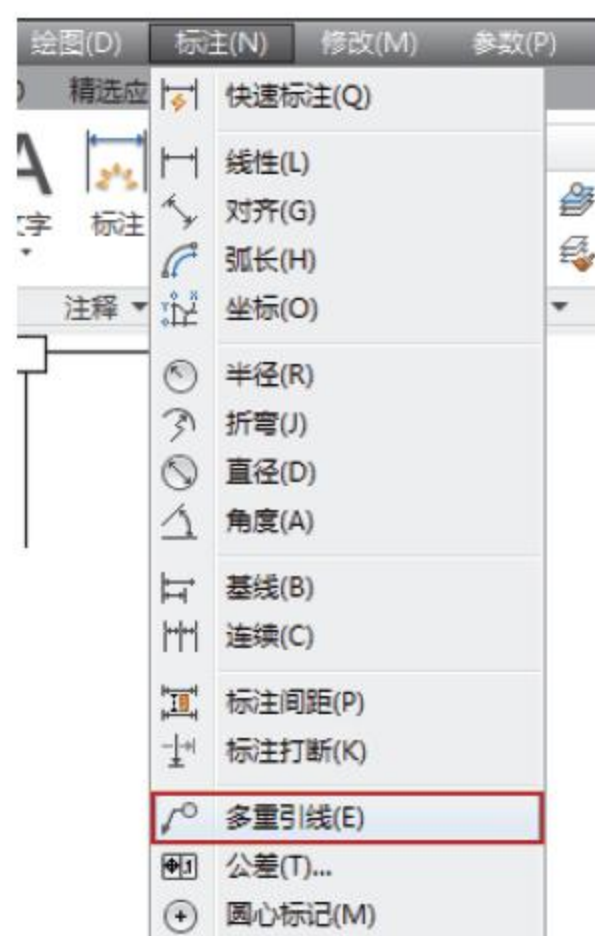 绘图(D) 标注(N) 修改(M) 参数(P)
精选应
快速标注(Q)
线性(L)
对齐(G)
字 标注
弧长(H)
注释
坐标(O)
半径(R)
折弯(J)
直径(D)
角度(A)
基线(B)
连续(C)
标注间距(P)
标注打断(K)
多重引线(E)
公差(T)...
圆心标记(M)